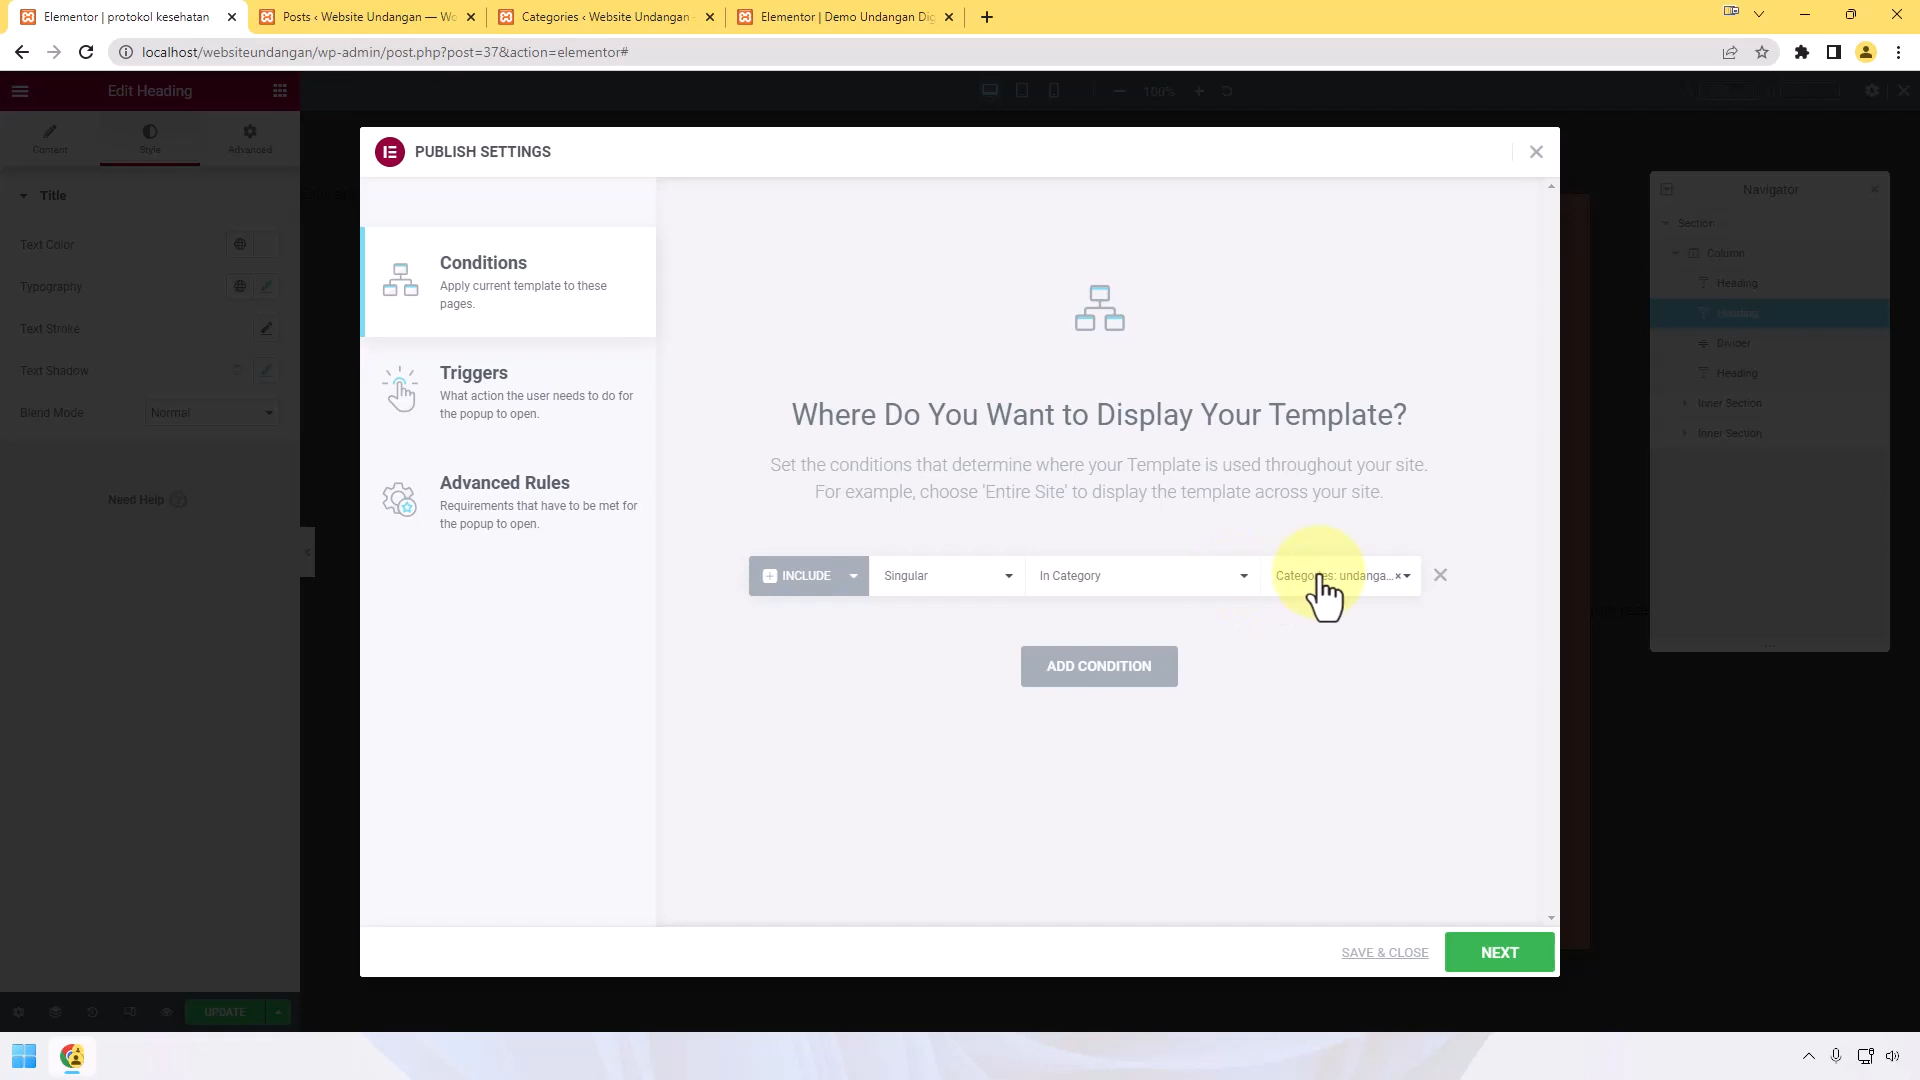 Elementor | protokol kesehatan
Posts ‹ Website Undangan — Wo
Categories ‹ Website Undangan
Elementor | Demo Undangan Dig
localhost/websiteundangan/wp-admin/post.php?post=37&action=elementor#
Edit Heading
100%
Content
Style
Advanced
Title
Text Color
Typography
Text Stroke
Text Shadow
Blend Mode
Normal
Need Help
UPDATE
PUBLISH SETTINGS
Conditions
Apply current template to these
pages.
Triggers
What action the user needs to do for
the popup to open.
Advanced Rules
Requirements that have to be met for
the popup to open.
Where Do You Want to Display Your Template?
Set the conditions that determine where your Template is used throughout your site.
For example, choose 'Entire Site' to display the template across your site.
INCLUDE
Singular
In Category
Categories: undanga...
ADD CONDITION
SAVE & CLOSE
NEXT
Navigator
Section
Column
Heading
Heading
Divider
Heading
Inner Section
Inner Section